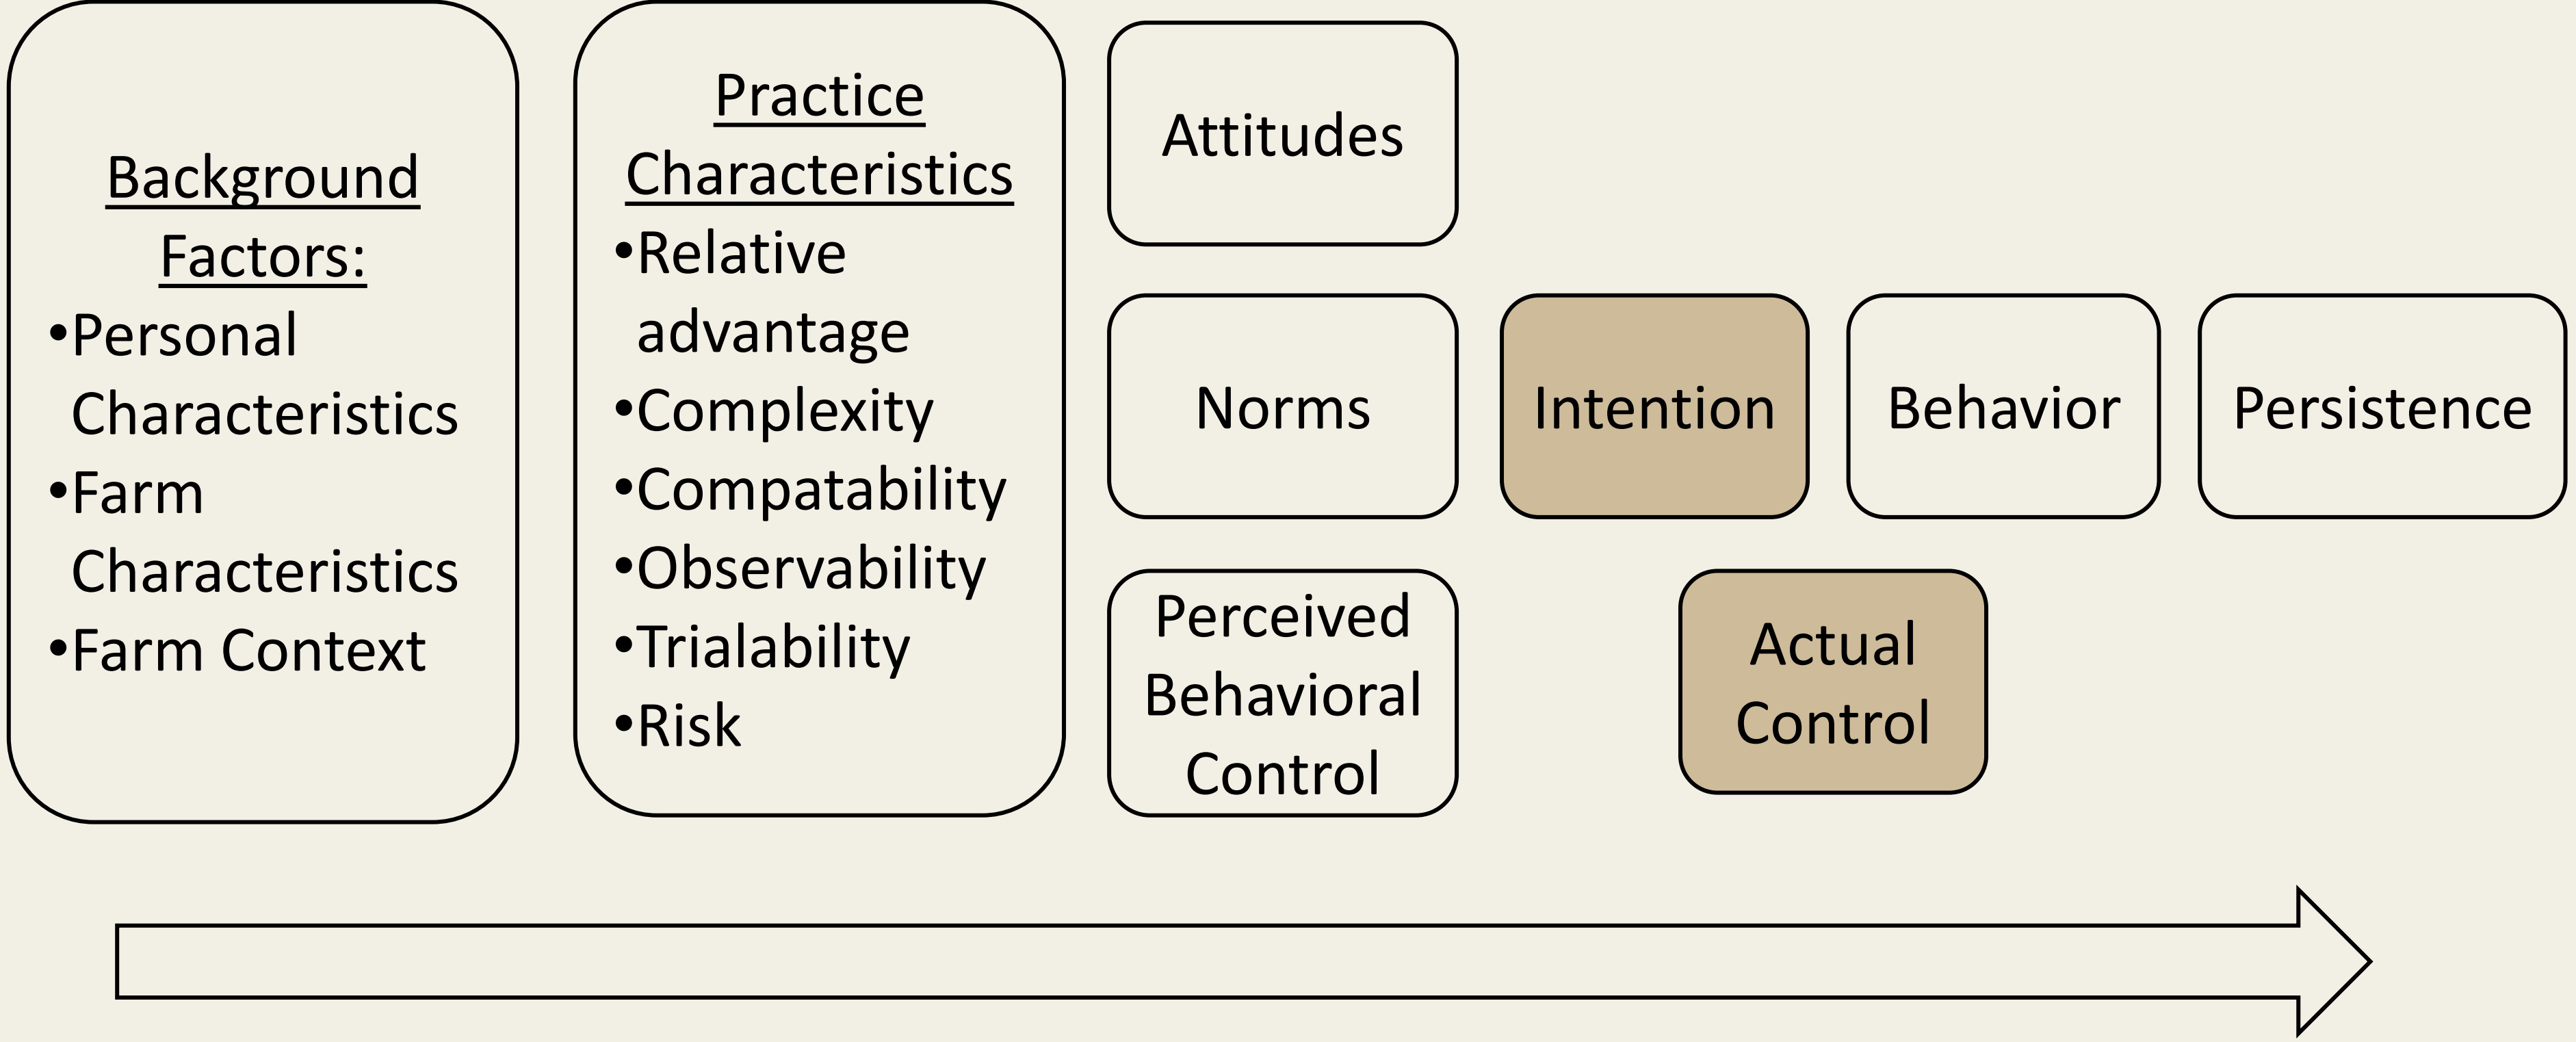 Background
Factors:
•Personal
Characteristics
•Farm
Characteristics
•Farm Context
Practice
Characteristics
•Relative
advantage
•Complexity
•Compatability
•Observability
•Trialability
•Risk
Attitudes
Norms
Perceived
Behavioral
Control
Intention
Behavior
Persistence
Actual
Control